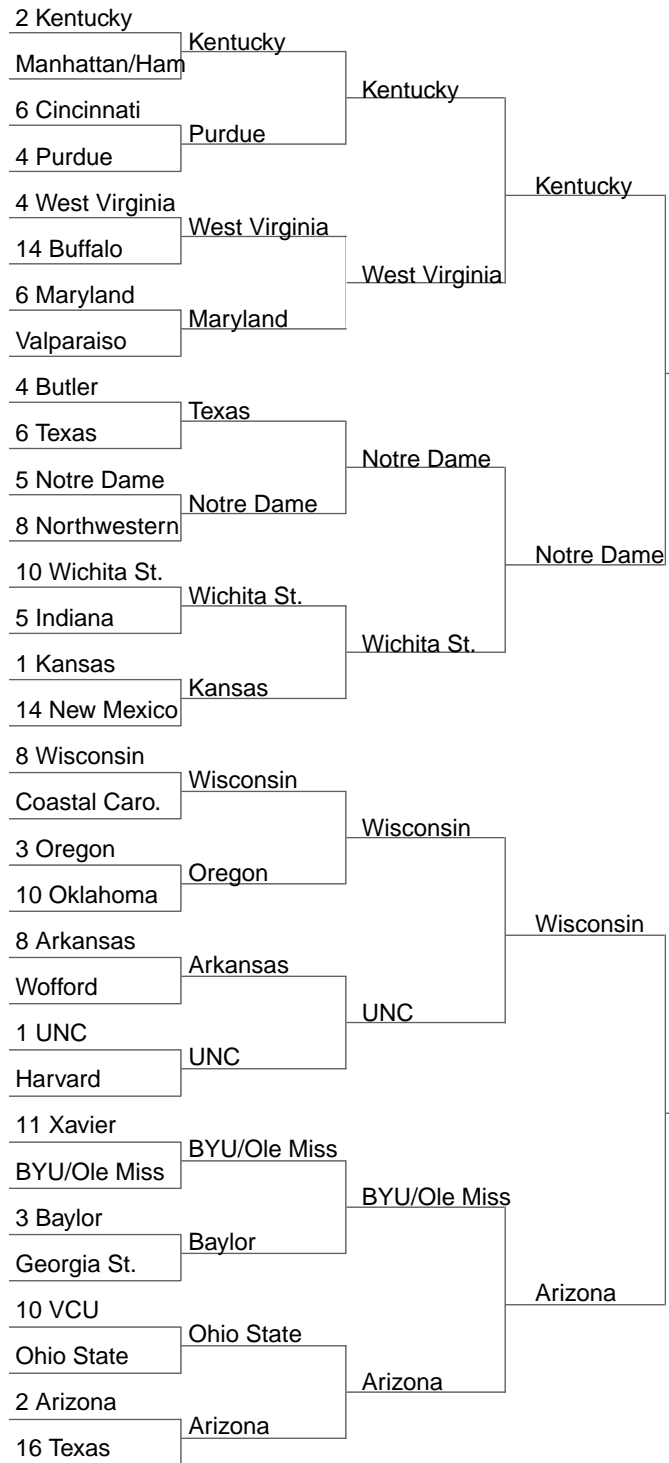 2 Kentucky
Manhattan/Ham
6 Cincinnati
4 Purdue
4 West Virginia
14 Buffalo
6 Maryland
Valparaiso
4 Butler
6 Texas
5 Notre Dame
8 Northwestern
10 Wichita St.
5 Indiana
1 Kansas
14 New Mexico
8 Wisconsin
Coastal Caro.
3 Oregon
10 Oklahoma
8 Arkansas
Wofford
1 UNC
Harvard
11 Xavier
BYU/Ole Miss
3 Baylor
Georgia St.
10 VCU
Ohio State
2 Arizona
16 Texas
Kentucky
Purdue
West Virginia
Maryland
Texas
Notre Dame
Wichita St.
Kansas
Wisconsin
Oregon
Arkansas
UNC
BYU/Ole Miss
Baylor
Ohio State
Arizona
Kentucky
West Virginia
Notre Dame
Wichita St.
Wisconsin
UNC
BYU/Ole Miss
Arizona
Kentucky
Notre Dame
Wisconsin
Arizona